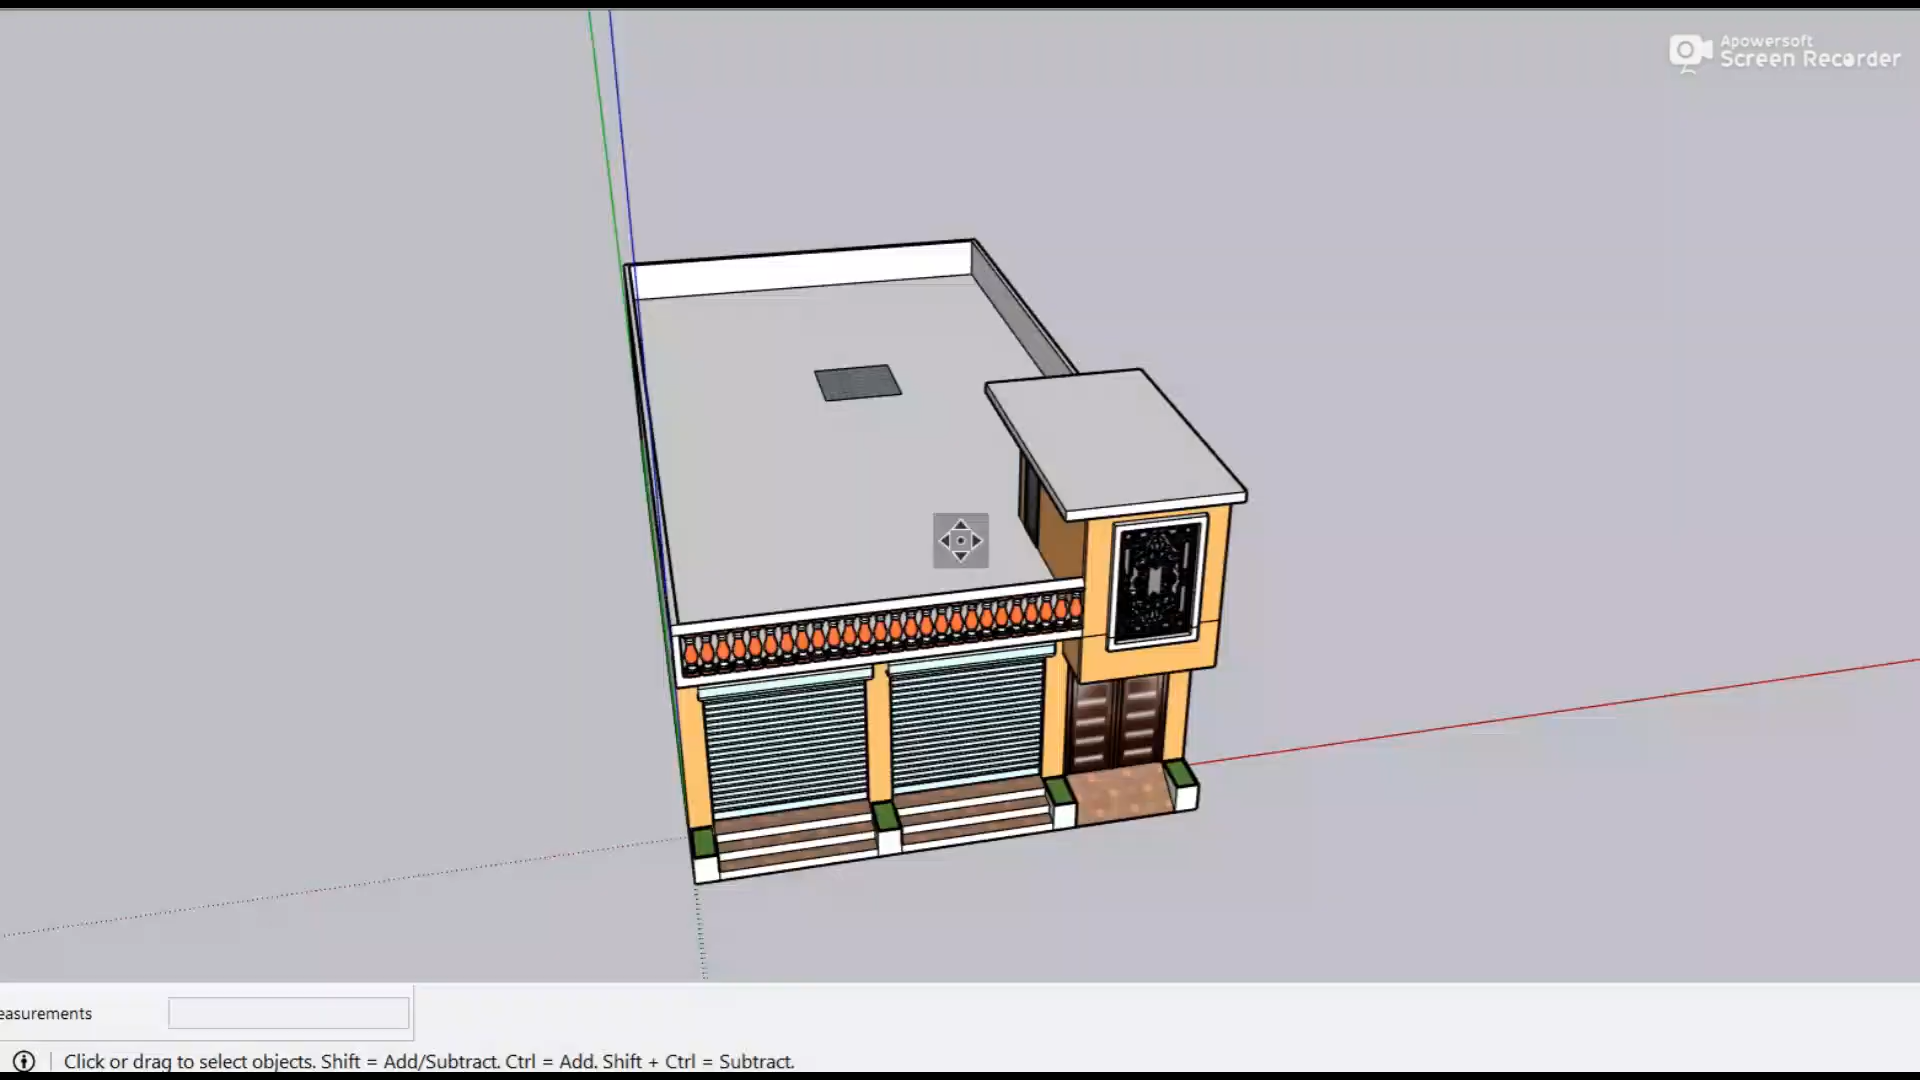 Apowersoft
Screen Recorder
easurements
Click or drag to select objects. Shift = Add/Subtract. Ctrl = Add. Shift + Ctrl = Subtract.